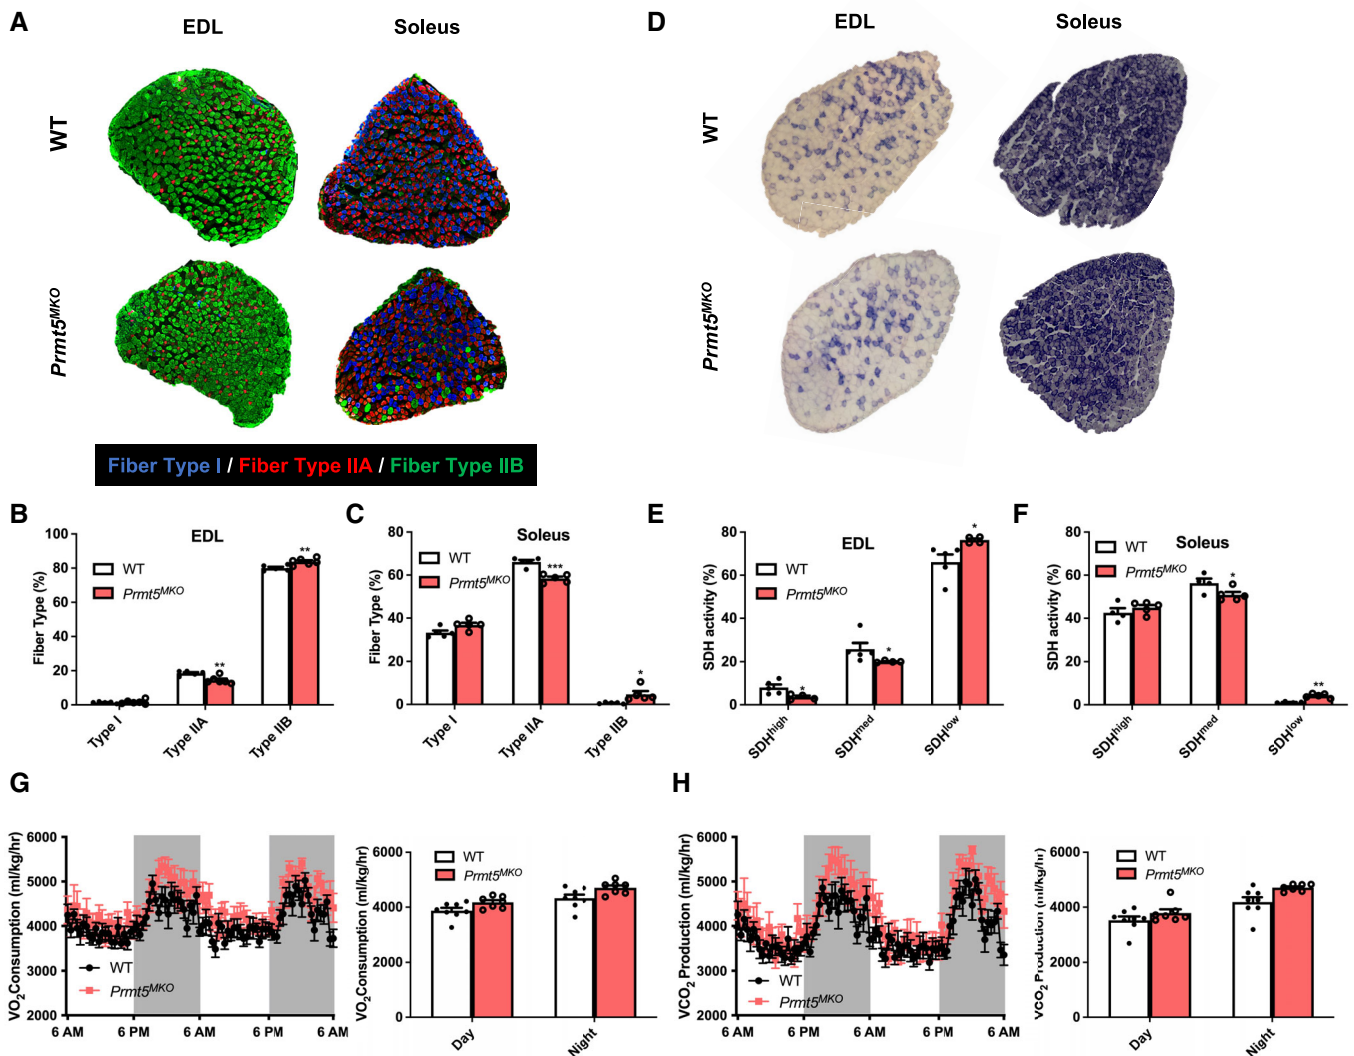 A
EDL
Soleus
WT
Prmt5MKO
Fiber Type I / Fiber Type IIA / Fiber Type IIB
D
EDL
Soleus
WT
Prmt5MKO
B
EDL
100
80
60
40
20
0
Fiber Type (%)
WT
Prmt5MKO
**
**
Type I
Type IIA
Type IIB
C
Soleus
80
60
40
20
0
Fiber Type (%)
WT
Prmt5MKO
***
*
Type I
Type IIA
Type IIB
E
EDL
80
60
40
20
0
SDH activity (%)
WT
Prmt5MKO
*
*
*
SDHhigh
SDHmed
SDHlow
F
Soleus
80
60
40
20
0
SDH activity (%)
WT
Prmt5MKO
*
**
SDHhigh
SDHmed
SDHlow
G
6000
5000
4000
3000
2000
VO2Consumption (ml/kg/hr)
WT
Prmt5MKO
6 AM
6 PM
6 AM
6 PM
6 AM
6000
4000
2000
0
VO2Consumption (ml/kg/hr)
WT
Prmt5MKO
Day
Night
H
6000
5000
4000
3000
2000
VCO2 Production (ml/kg/hr)
WT
Prmt5MKO
6 AM
6 PM
6 AM
6 PM
6 AM
6000
4000
2000
0
VCO2 Production (ml/kg/hr)
WT
Prmt5MKO
Day
Night